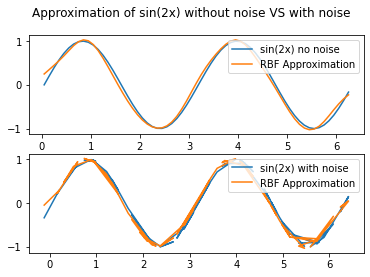 Approximation of sin(2x) without noise VS with noise
1
0
−1
sin(2x) no noise
RBF Approximation
0 1 2 3 4 5 6
1
0
−1
sin(2x) with noise
RBF Approximation
0 1 2 3 4 5 6